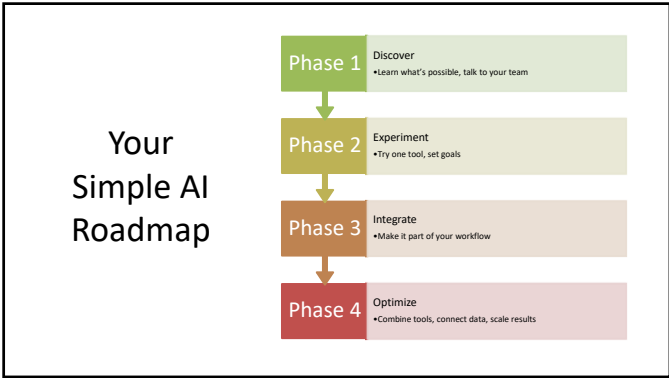 Your
Simple AI
Roadmap
Phase 1
Discover
•Learn what's possible, talk to your team
Phase 2
Experiment
•Try one tool, set goals
Phase 3
Integrate
•Make it part of your workflow
Phase 4
Optimize
•Combine tools, connect data, scale results